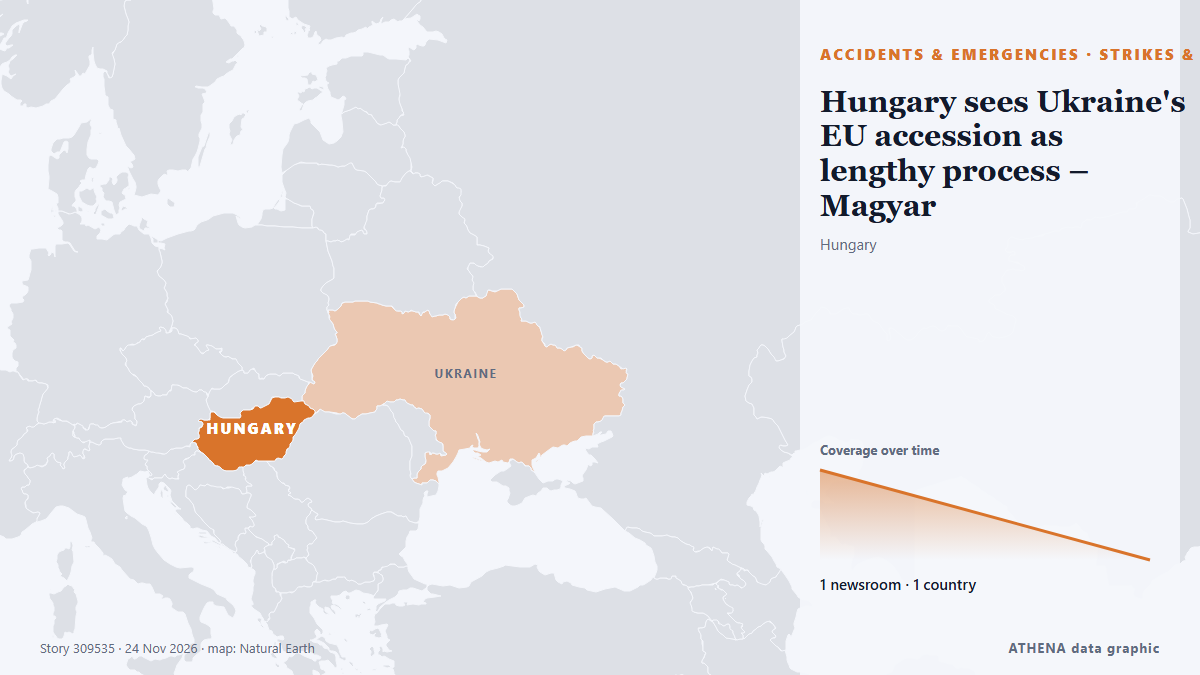 ACCIDENTS & EMERGENCIES · STRIKES &
Hungary sees Ukraine's
EU accession as
lengthy process –
Magyar
Hungary
UKRAINE
HUNGARY
Coverage over time
1 newsroom · 1 country
Story 309535 · 24 Nov 2026 · map: Natural Earth
ATHENA data graphic